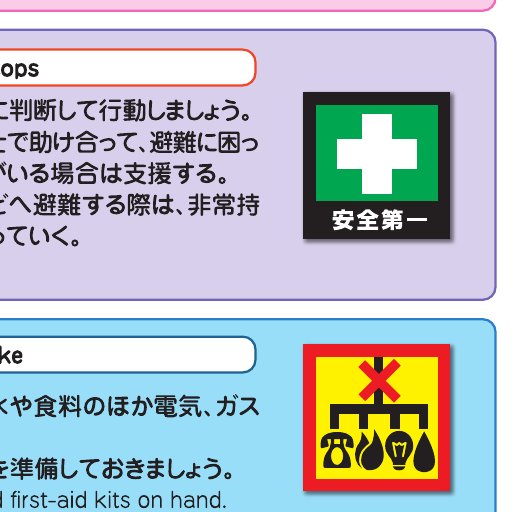 ops
に判断して行動しましょう。
士で助け合って、避難に困っ
がいる場合は支援する。
どへ避難する際は、非常持
っていく。
安全第一
ke
水や食料のほか電気、ガス
を準備しておきましょう。
first-aid kits on hand.